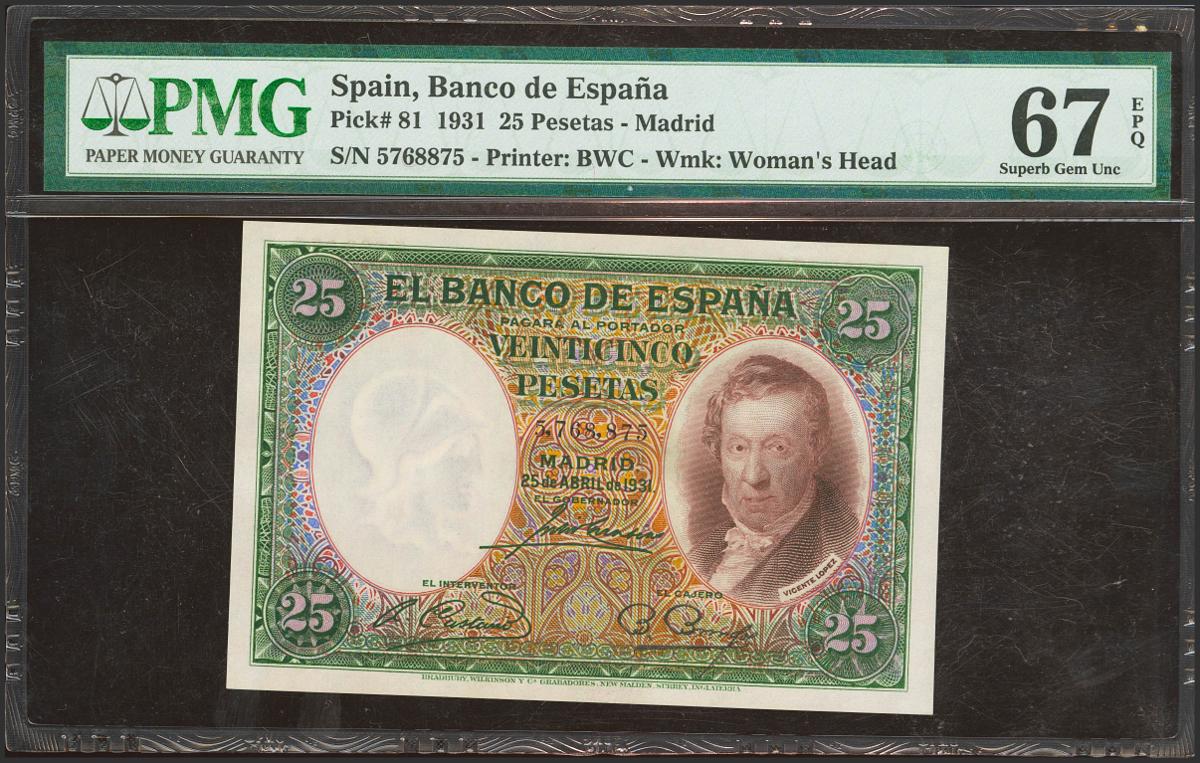 PMG
PAPER MONEY GUARANTY
Spain, Banco de España
Pick# 81 1931 25 Pesetas - Madrid
S/N 5768875 - Printer: BWC - Wmk: Woman's Head
67
EPQ
Superb Gem Unc
25
EL BANCO DE ESPAÑA
25
PAGARÁ AL PORTADOR
VEINTICINCO
PESETAS
5,768,875
MADRID
25 de ABRIL de 1931
EL GOBERNADOR
VICENTE LÓPEZ
EL INTERVENTOR
EL CAJERO
25
25
BRADBURY, WILKINSON Y Cª GRABADORES, NEW MALDEN, SURREY, INGLATERRA